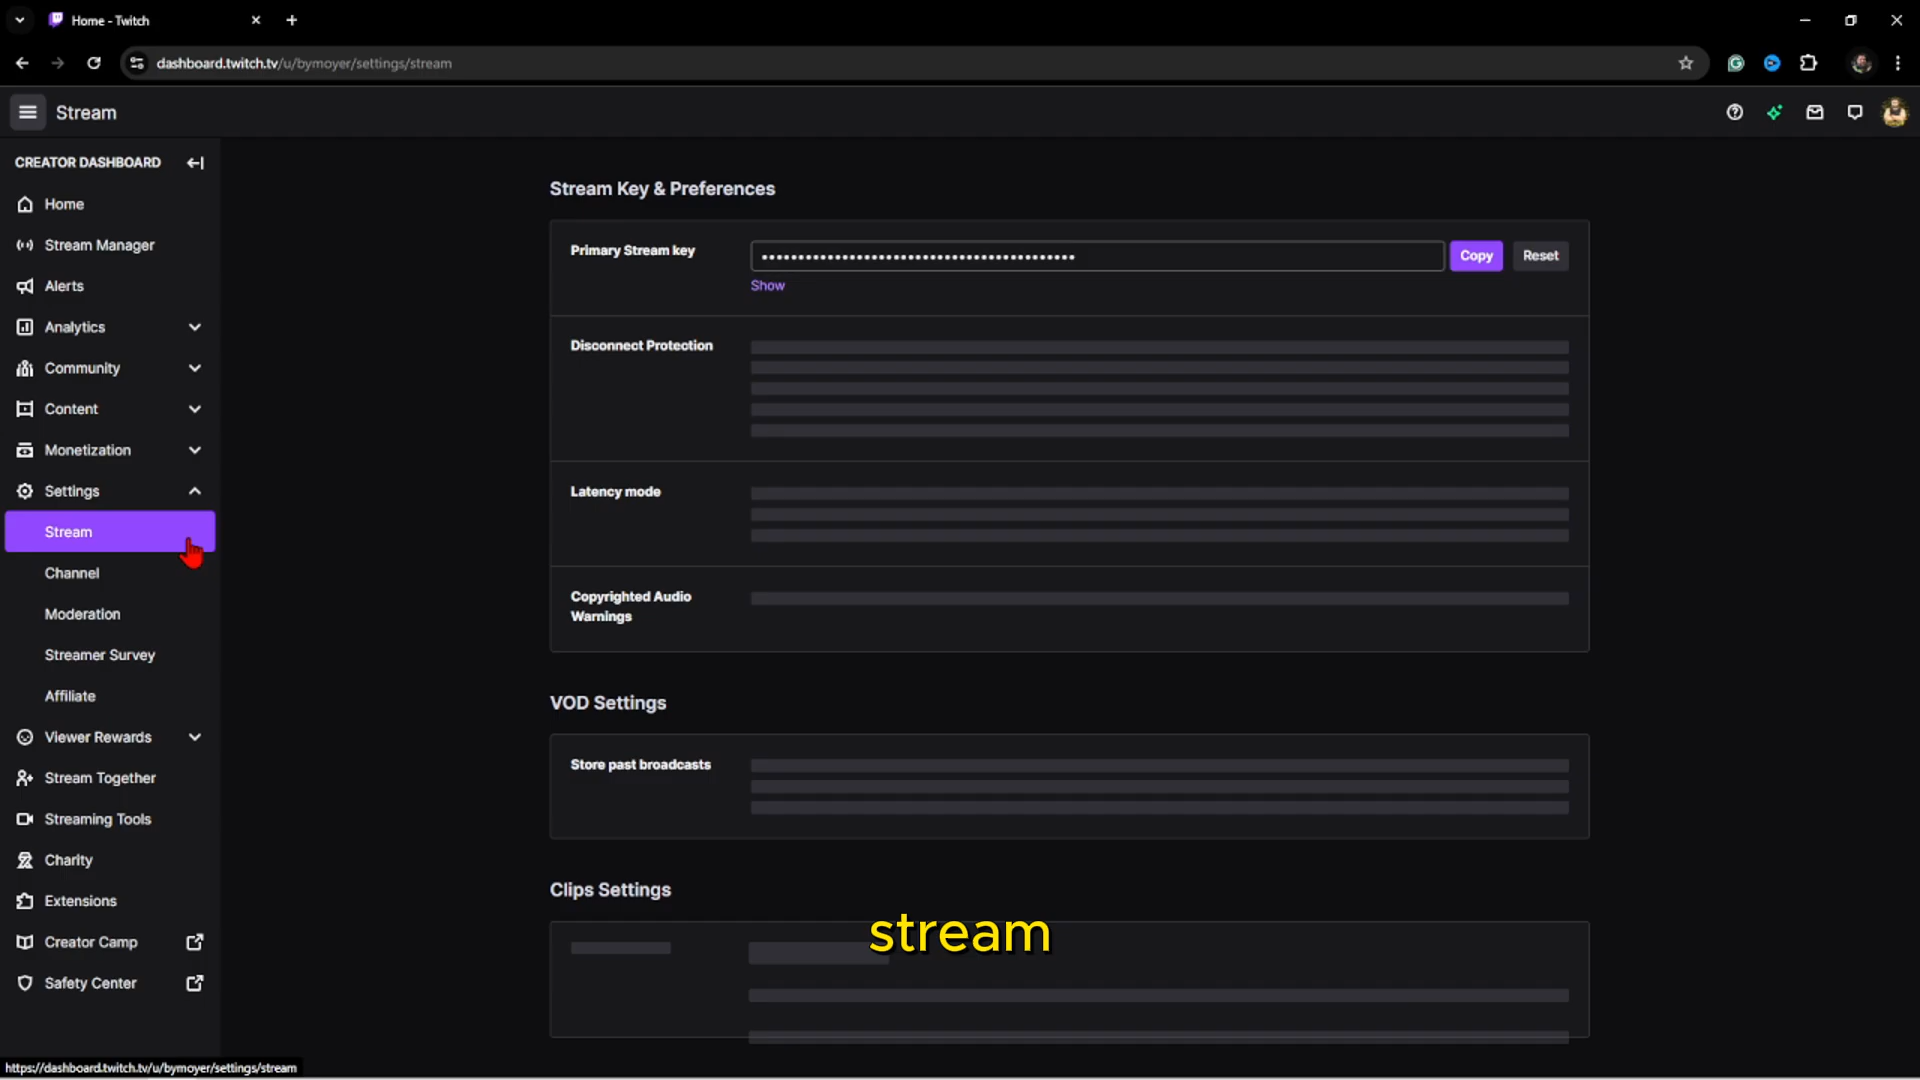 Home - Twitch
dashboard.twitch.tv/u/bymoyer/settings/stream
Stream
CREATOR DASHBOARD
Home
Stream Manager
Alerts
Analytics
Community
Content
Monetization
Settings
Stream
Channel
Moderation
Streamer Survey
Affiliate
Viewer Rewards
Stream Together
Streaming Tools
Charity
Extensions
Creator Camp
Safety Center
https://dashboard.twitch.tv/u/bymoyer/settings/stream
Stream Key & Preferences
Primary Stream key
Copy
Reset
Show
Disconnect Protection
Latency mode
Copyrighted Audio
Warnings
VOD Settings
Store past broadcasts
Clips Settings
stream